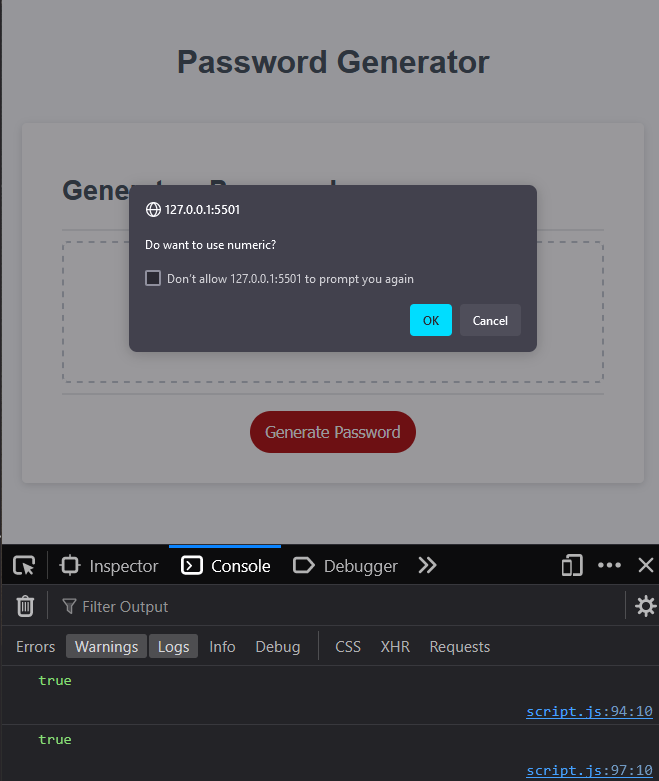 Password Generator
127.0.0.1:5501
Do want to use numeric?
Don't allow 127.0.0.1:5501 to prompt you again
OK Cancel
Generate Password
Inspector Console Debugger
Filter Output
Errors Warnings Logs Info Debug CSS XHR Requests
true
script.js:94:10
true
script.js:97:10